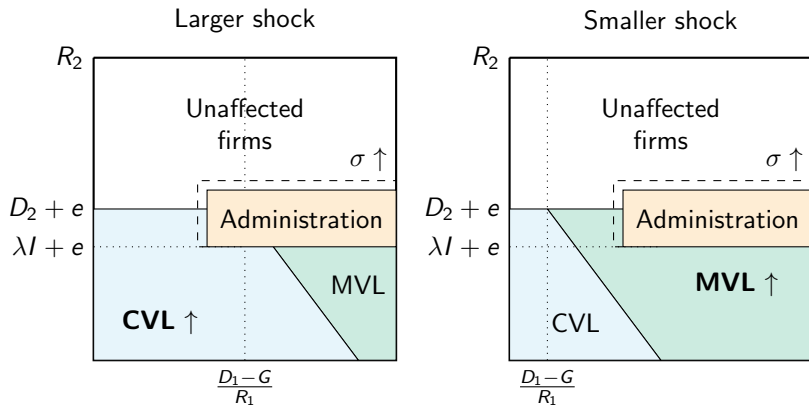 Larger shock
R₂
Unaffected
firms
σ ↑
D₂ + e
Administration
λI + e
MVL
CVL ↑
D₁−G
R₁
Smaller shock
R₂
Unaffected
firms
σ ↑
D₂ + e
Administration
λI + e
MVL ↑
CVL
D₁−G
R₁